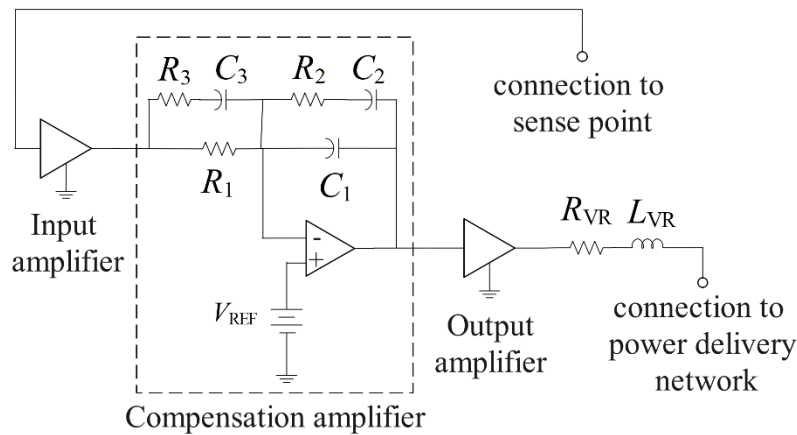 R3 C3 R2 C2
connection to
sense point
R1 C1
Input
amplifier
RVR LVR
-
+
VREF
Output
amplifier
connection to
power delivery
network
Compensation amplifier